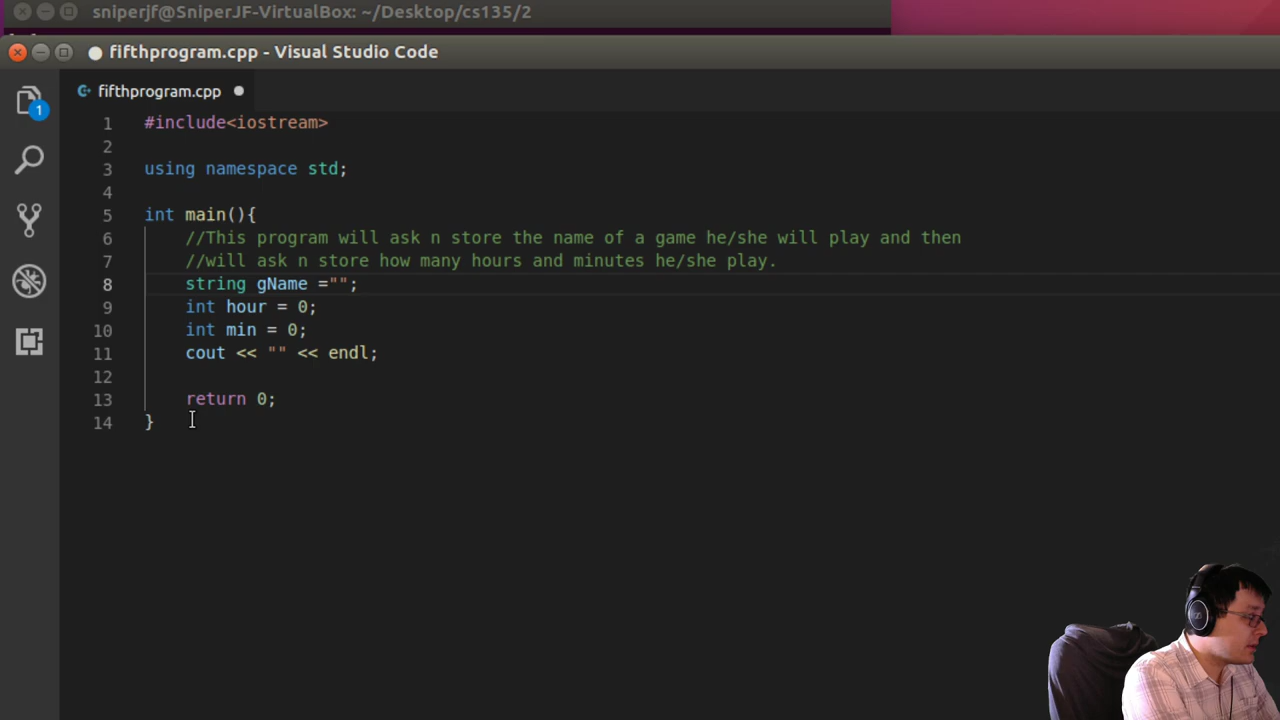 sniperjf@SniperJF-VirtualBox: ~/Desktop/cs135/2
● fifthprogram.cpp - Visual Studio Code
1
fifthprogram.cpp
1 #include<iostream>
2
3 using namespace std;
4
5 int main(){
6 //This program will ask n store the name of a game he/she will play and then
7 //will ask n store how many hours and minutes he/she play.
8 string gName ="";
9 int hour = 0;
10 int min = 0;
11 cout << "" << endl;
12
13 return 0;
14 }